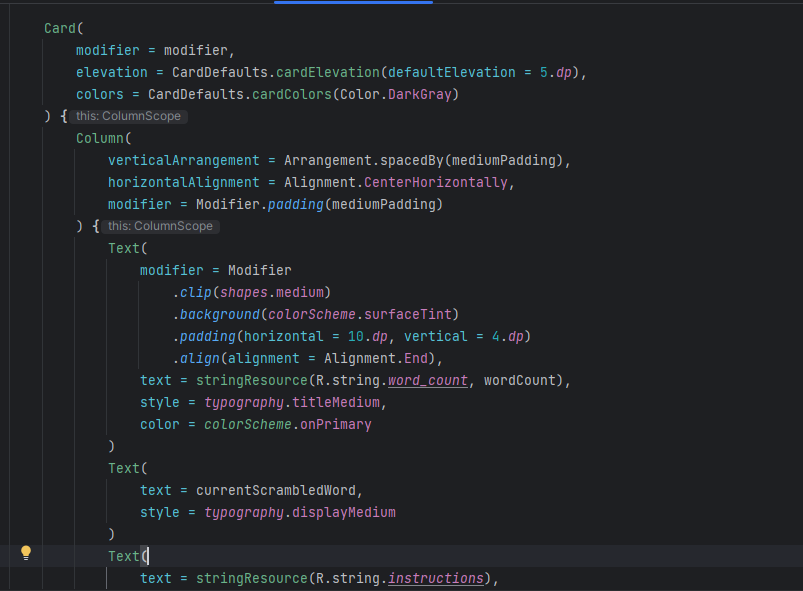 Card(
    modifier = modifier,
    elevation = CardDefaults.cardElevation(defaultElevation = 5.dp),
    colors = CardDefaults.cardColors(Color.DarkGray)
) { this: ColumnScope
    Column(
        verticalArrangement = Arrangement.spacedBy(mediumPadding),
        horizontalAlignment = Alignment.CenterHorizontally,
        modifier = Modifier.padding(mediumPadding)
    ) { this: ColumnScope
        Text(
            modifier = Modifier
                .clip(shapes.medium)
                .background(colorScheme.surfaceTint)
                .padding(horizontal = 10.dp, vertical = 4.dp)
                .align(alignment = Alignment.End),
            text = stringResource(R.string.word_count, wordCount),
            style = typography.titleMedium,
            color = colorScheme.onPrimary
        )
        Text(
            text = currentScrambledWord,
            style = typography.displayMedium
        )
        Text(
            text = stringResource(R.string.instructions),